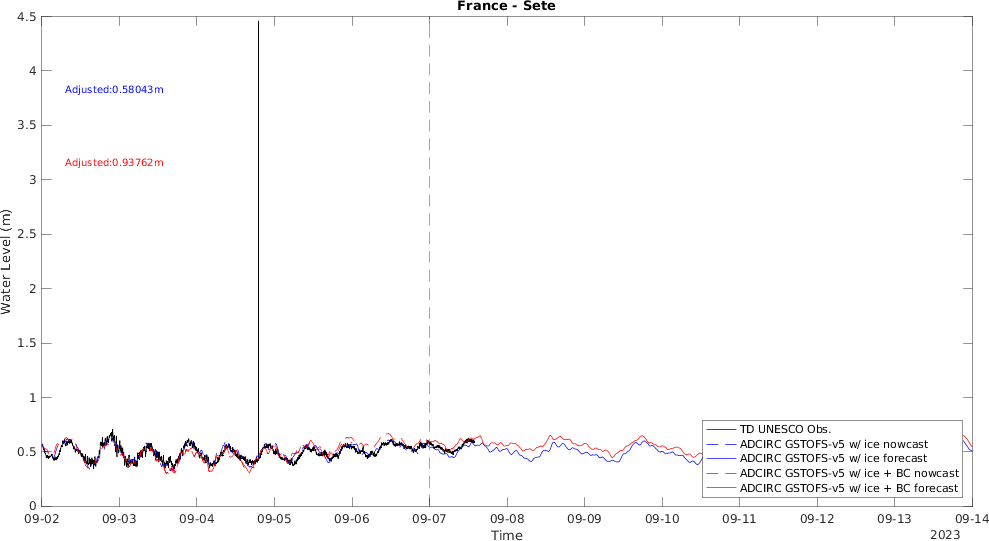 France - Sete
4.5
4
3.5
3
2.5
2
1.5
1
0.5
0
Water Level (m)
Adjusted:0.58043m
Adjusted:0.93762m
TD UNESCO Obs.
ADCIRC GSTOFS-v5 w/ ice nowcast
ADCIRC GSTOFS-v5 w/ ice forecast
ADCIRC GSTOFS-v5 w/ ice + BC nowcast
ADCIRC GSTOFS-v5 w/ ice + BC forecast
09-02 09-03 09-04 09-05 09-06 09-07 09-08 09-09 09-10 09-11 09-12 09-13 09-14
Time
2023